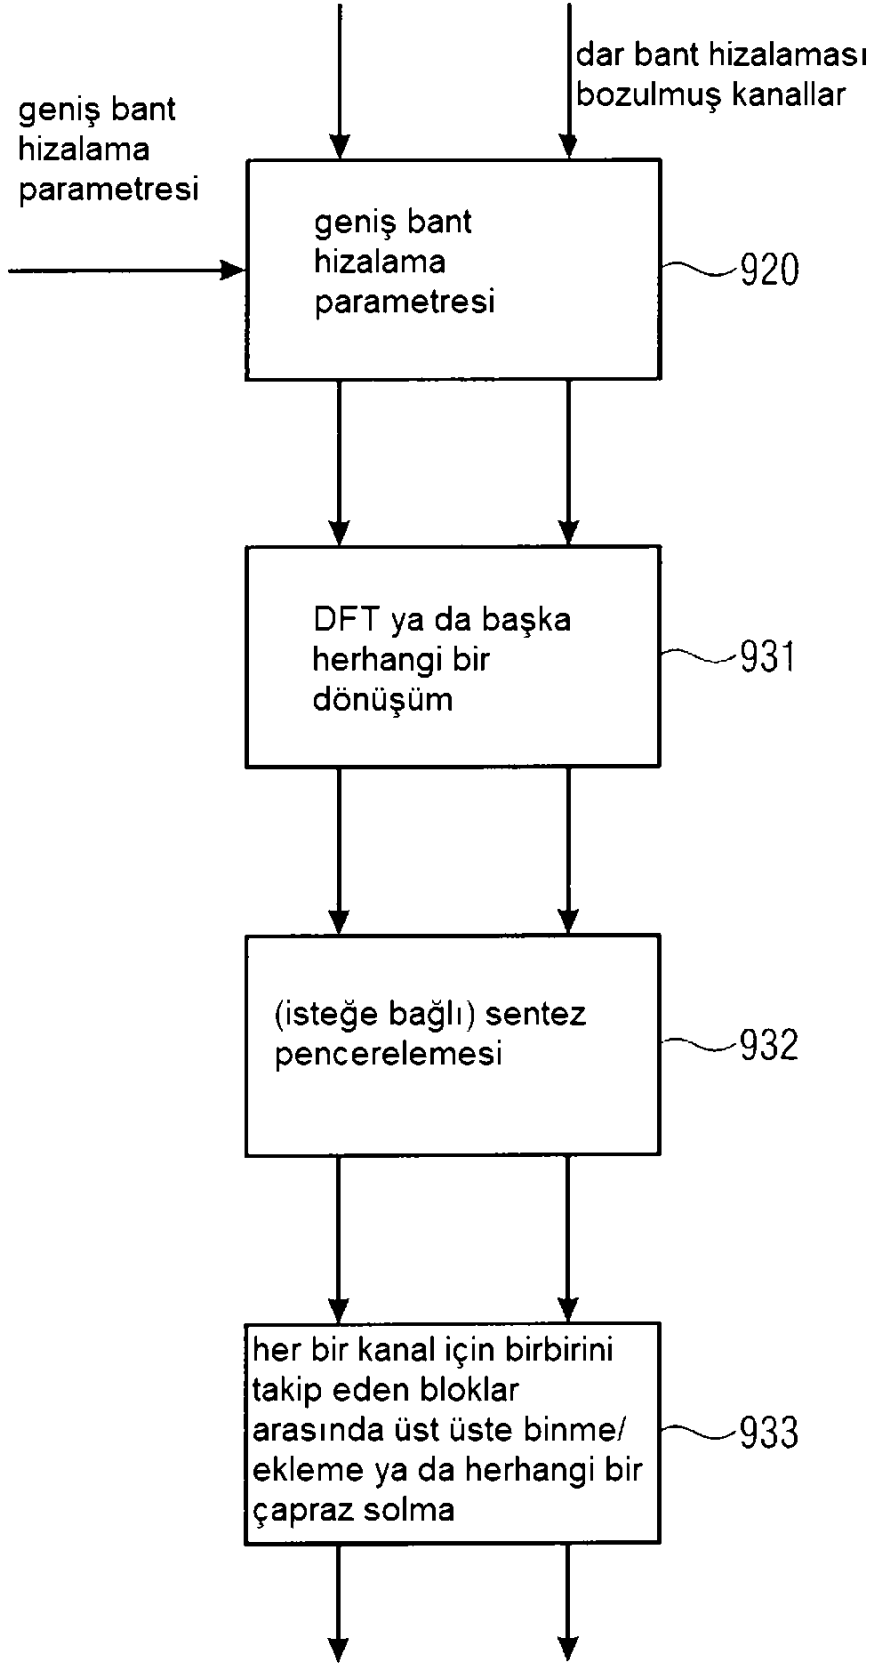 dar bant hizalaması
bozulmuş kanallar
geniş bant
hizalama
parametresi
geniş bant
hizalama
parametresi
920
DFT ya da başka
herhangi bir
dönüşüm
931
(isteğe bağlı) sentez
pencerelemesi
932
her bir kanal için birbirini
takip eden bloklar
arasında üst üste binme/
ekleme ya da herhangi bir
çapraz solma
933